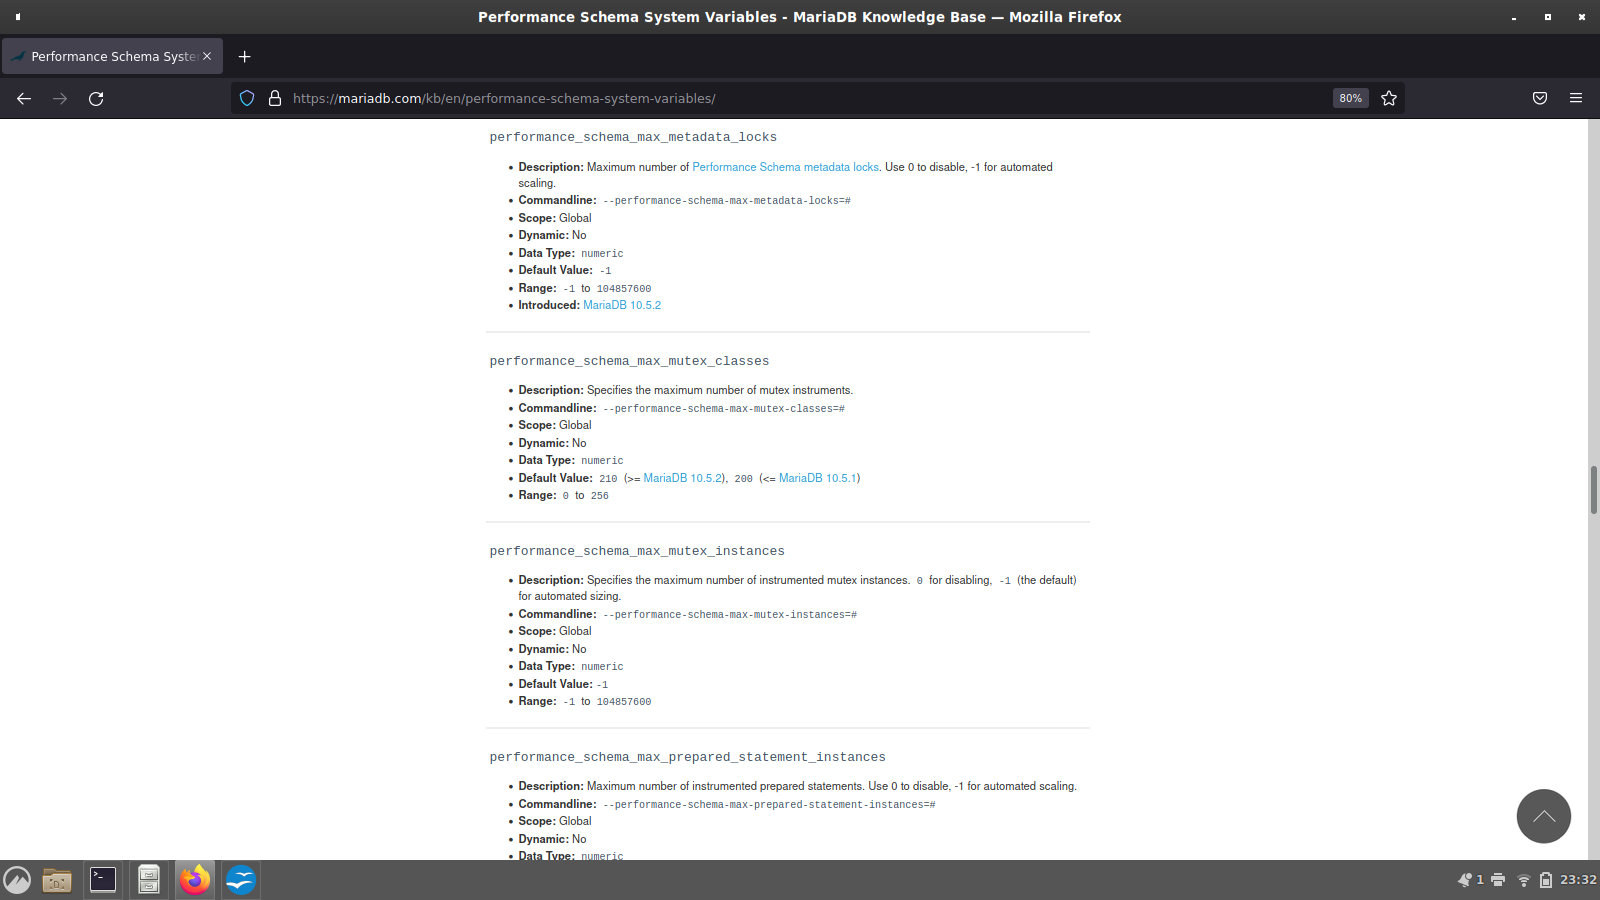 Performance Schema System Variables - MariaDB Knowledge Base — Mozilla Firefox
Performance Schema Syste
https://mariadb.com/kb/en/performance-schema-system-variables/
80%
performance_schema_max_metadata_locks
Description: Maximum number of Performance Schema metadata locks. Use 0 to disable, -1 for automated
scaling.
Commandline: --performance-schema-max-metadata-locks=#
Scope: Global
Dynamic: No
Data Type: numeric
Default Value: -1
Range: -1 to 104857600
Introduced: MariaDB 10.5.2
performance_schema_max_mutex_classes
Description: Specifies the maximum number of mutex instruments.
Commandline: --performance-schema-max-mutex-classes=#
Scope: Global
Dynamic: No
Data Type: numeric
Default Value: 210 (>= MariaDB 10.5.2), 200 (<= MariaDB 10.5.1)
Range: 0 to 256
performance_schema_max_mutex_instances
Description: Specifies the maximum number of instrumented mutex instances. 0 for disabling, -1 (the default)
for automated sizing.
Commandline: --performance-schema-max-mutex-instances=#
Scope: Global
Dynamic: No
Data Type: numeric
Default Value: -1
Range: -1 to 104857600
performance_schema_max_prepared_statement_instances
Description: Maximum number of instrumented prepared statements. Use 0 to disable, -1 for automated scaling.
Commandline: --performance-schema-max-prepared-statement-instances=#
Scope: Global
Dynamic: No
Data Type: numeric
1
23:32